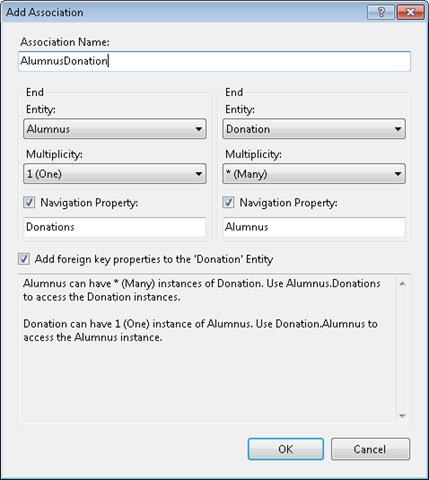 Add Association
?
Association Name:
AlumnusDonation
End
Entity:
Alumnus
Multiplicity:
1 (One)
Navigation Property:
Donations
End
Entity:
Donation
Multiplicity:
* (Many)
Navigation Property:
Alumnus
Add foreign key properties to the 'Donation' Entity
Alumnus can have * (Many) instances of Donation. Use Alumnus.Donations
to access the Donation instances.
Donation can have 1 (One) instance of Alumnus. Use Donation.Alumnus to
access the Alumnus instance.
OK
Cancel